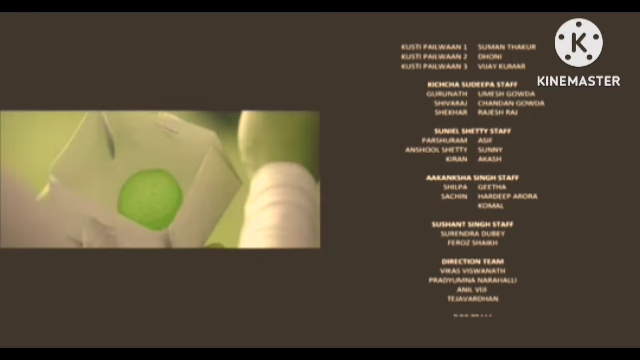 KUSTI PAILWAAN 1 SUMAN THAKUR
KUSTI PAILWAAN 2 DHONI
KUSTI PAILWAAN 3 VIJAY KUMAR
KICHCHA SUDEEPA STAFF
GURUNATH UMESH GOWDA
SHIVARAJ CHANDAN GOWDA
SHEKHAR RAJESH RAJ
SUNIEL SHETTY STAFF
PARSHURAM ASIF
ANSHOOL SHETTY SUNNY
KIRAN AKASH
AAKANKSHA SINGH STAFF
SHILPA GEETHA
SACHIN HARDEEP ARORA
KOMAL
SUSHANT SINGH STAFF
SURENDRA DUBEY
FEROZ SHAIKH
DIRECTION TEAM
VIKAS VISWANATH
PRADYUMNA NARAHALLI
ANIL VIJI
TEJAVARDHAN
K
KINEMASTER